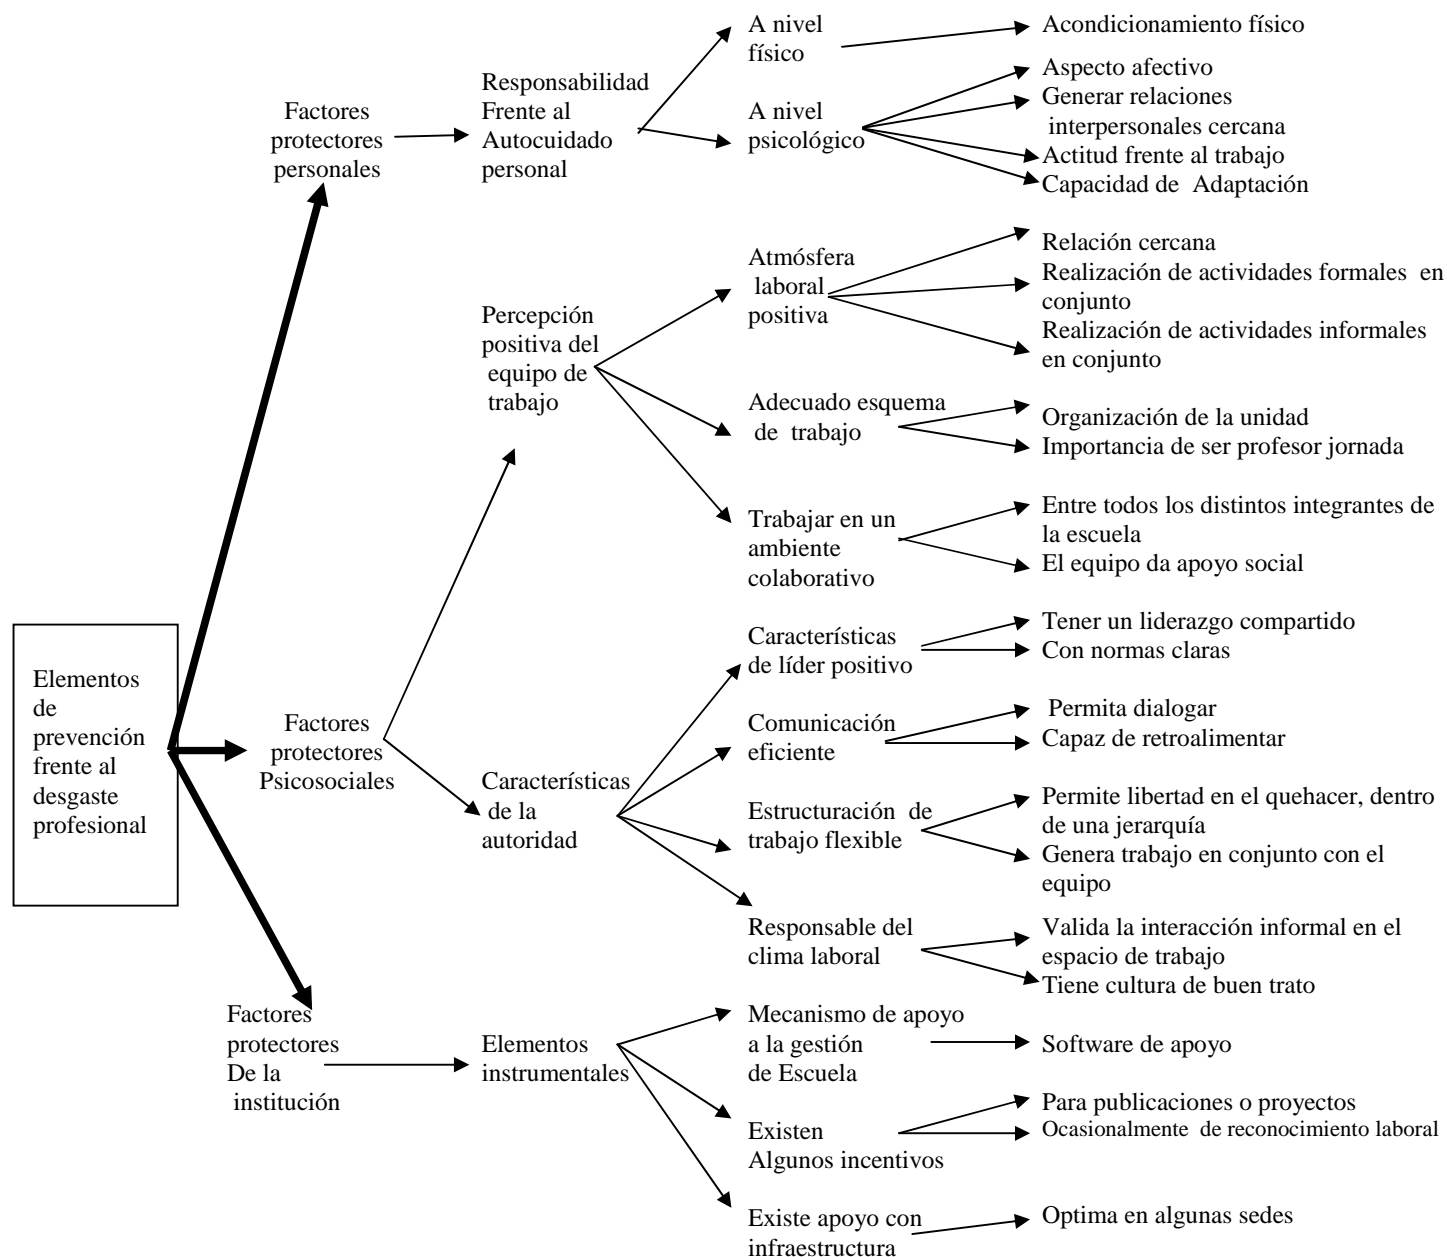 A nivel
físico
Acondicionamiento físico
Responsabilidad
Frente al
Autocuidado
personal
Factores
protectores
personales
A nivel
psicológico
Aspecto afectivo
Generar relaciones
interpersonales cercana
Actitud frente al trabajo
Capacidad de  Adaptación
Percepción
positiva del
equipo de
trabajo
Atmósfera
laboral
positiva
Relación cercana
Realización de actividades formales  en
conjunto
Realización de actividades informales
en conjunto
Adecuado esquema
de  trabajo
Organización de la unidad
Importancia de ser profesor jornada
Trabajar en un
ambiente
colaborativo
Entre todos los distintos integrantes de
la escuela
El equipo da apoyo social
Elementos
de
prevención
frente al
desgaste
profesional
Factores
protectores
Psicosociales
Característicás
de la
autoridad
Característicás
de líder positivo
Tener un liderazgo compartido
Con normas claras
Comunicación
eficiente
Permita dialogar
Capaz de retroalimentar
Estructuración  de
trabajo flexible
Permite libertad en el quehacer, dentro
de una jerarquía
Genera trabajo en conjunto con el
equipo
Responsable del
clima laboral
Valida la interacción informal en el
espacio de trabajo
Tiene cultura de buen trato
Factores
protectores
De la
institución
Elementos
instrumentales
Mecanismo de apoyo
a la gestión
de Escuela
Software de apoyo
Existen
Algunos incentivos
Para publicaciones o proyectos
Ocasionalmente  de reconocimiento laboral
Existe apoyo con
infraestructura
Optima en algunas sedes